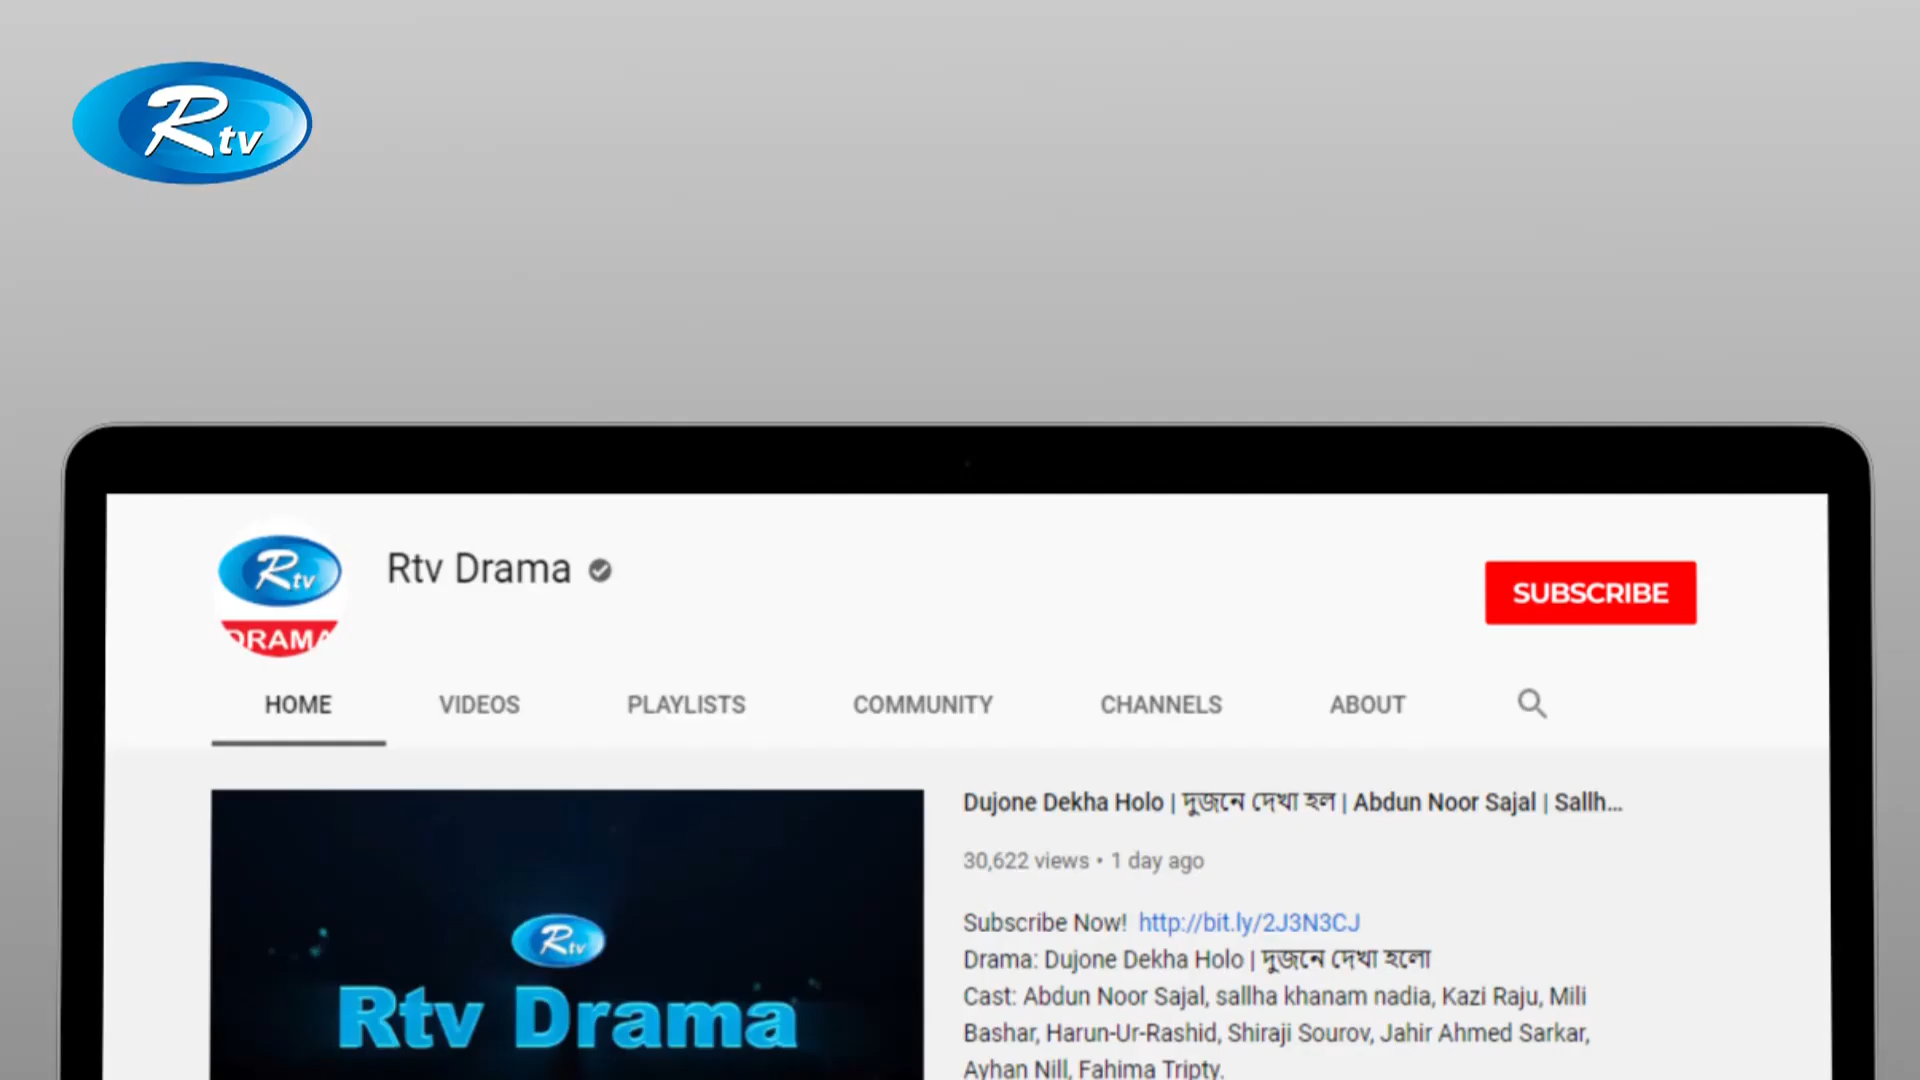 Rtv
Rtv
DRAMA
Rtv Drama
SUBSCRIBE
HOME VIDEOS PLAYLISTS COMMUNITY CHANNELS ABOUT
Rtv
Rtv Drama
Dujone Dekha Holo | দুজনে দেখা হল | Abdun Noor Sajal | Sallh...
30,622 views • 1 day ago
Subscribe Now! http://bit.ly/2J3N3CJ
Drama: Dujone Dekha Holo | দুজনে দেখা হলো
Cast: Abdun Noor Sajal, sallha khanam nadia, Kazi Raju, Mili
Bashar, Harun-Ur-Rashid, Shiraji Sourov, Jahir Ahmed Sarkar,
Ayhan Nill, Fahima Tripty.